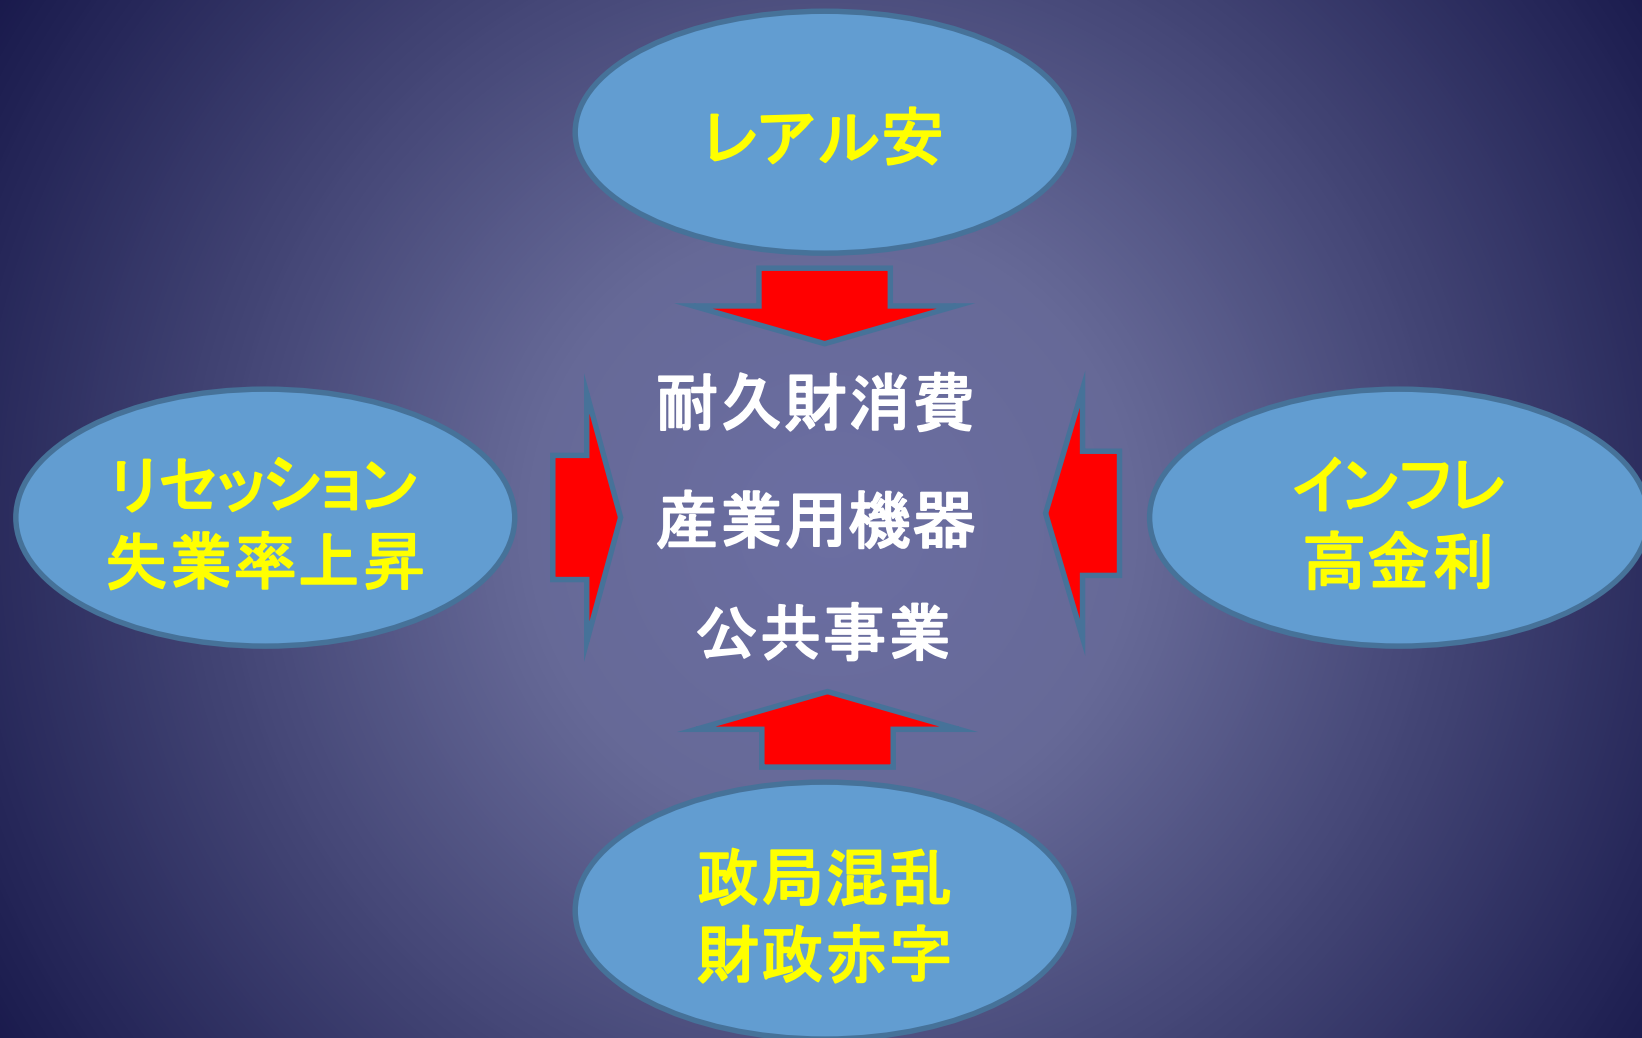 レアル安
耐久財消費
リセッション
失業率上昇
産業用機器
インフレ
高金利
公共事業
政局混乱
財政赤字